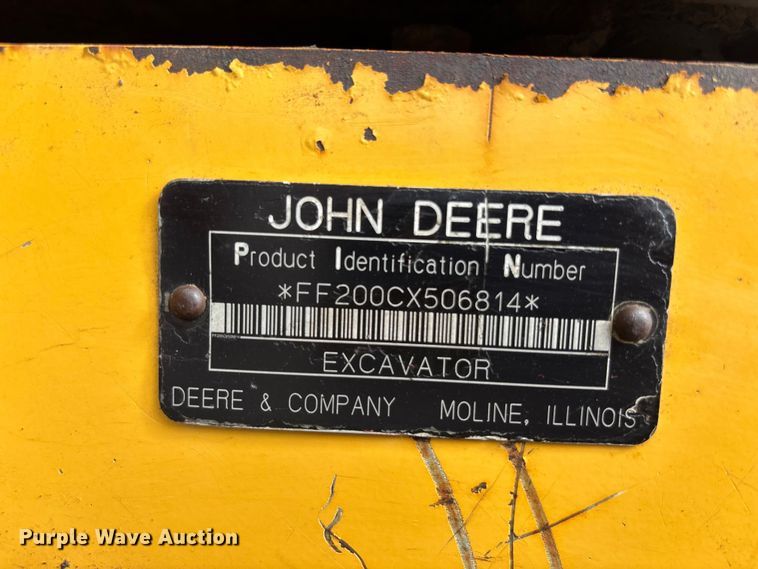 JOHN DEERE
Product Identification Number
*FF200CX506814*
EXCAVATOR
DEERE & COMPANY MOLINE, ILLINOIS
Purple Wave Auction